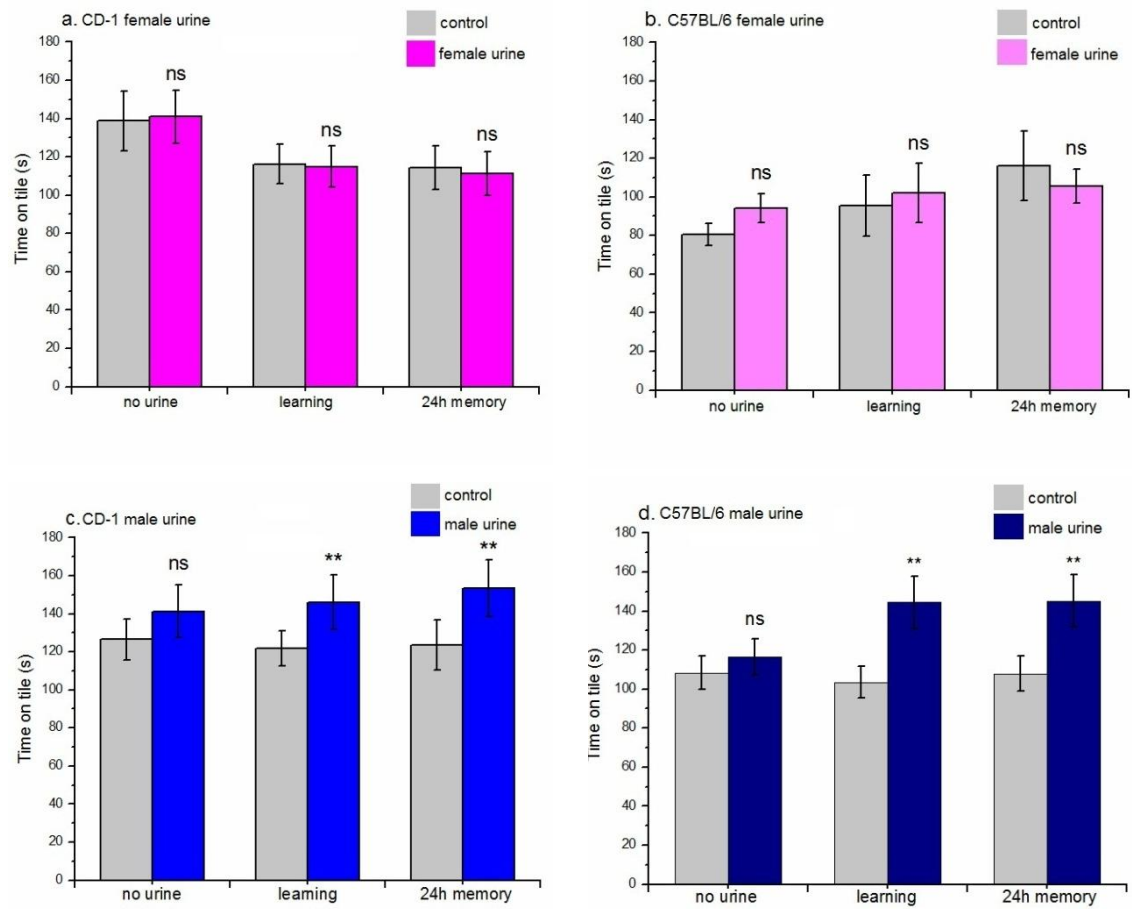 a. CD-1 female urine
control
female urine
Time on tile (s)
180
160
140
120
100
80
60
40
20
0
ns
ns
ns
no urine
learning
24h memory
b. C57BL/6 female urine
control
female urine
Time on tile (s)
180
160
140
120
100
80
60
40
20
0
ns
ns
ns
no urine
learning
24h memory
c. CD-1 male urine
control
male urine
Time on tile (s)
180
160
140
120
100
80
60
40
20
0
ns
**
**
no urine
learning
24h memory
d. C57BL/6 male urine
control
male urine
Time on tile (s)
180
160
140
120
100
80
60
40
20
0
ns
**
**
no urine
learning
24h memory